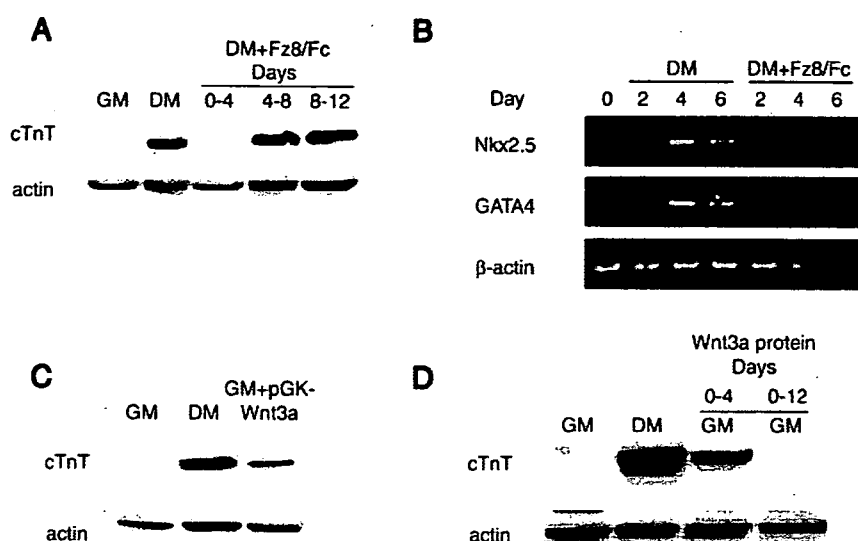 A
DM+Fz8/Fc
Days
GM DM 0-4 4-8 8-12
cTnT
actin
B
DM DM+Fz8/Fc
Day 0 2 4 6 2 4 6
Nkx2.5
GATA4
β-actin
C
GM DM GM+pGK-
Wnt3a
cTnT
actin
D
Wnt3a protein
Days
0-4 0-12
GM DM GM GM
cTnT
actin